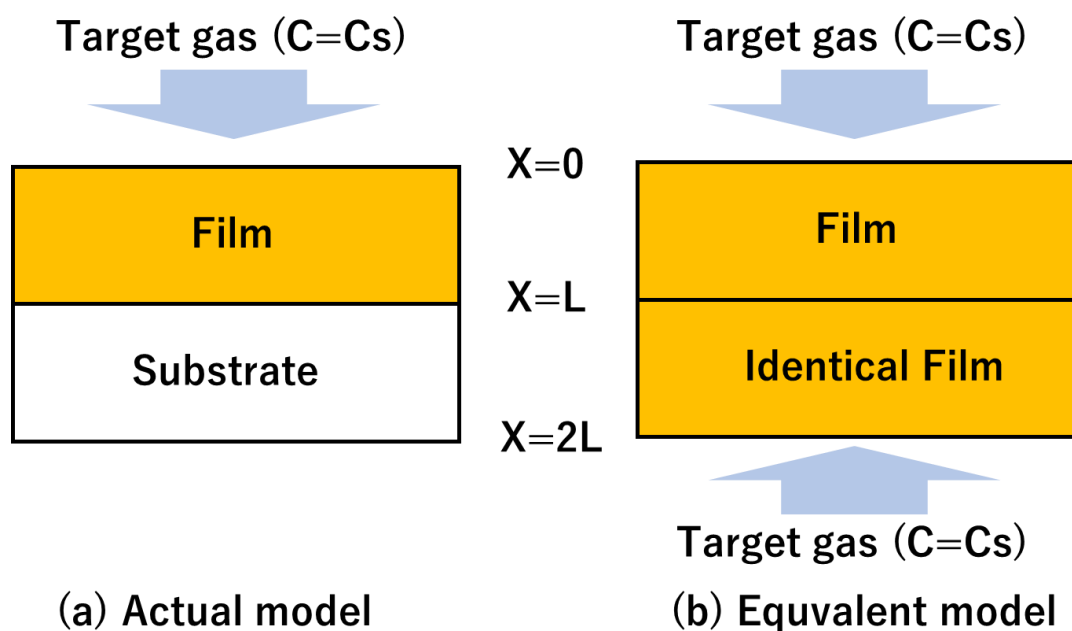 Target gas (C=Cs)
Target gas (C=Cs)
X=0
Film
Film
X=L
Substrate
Identical Film
X=2L
Target gas (C=Cs)
(a) Actual model
(b) Equvalent model